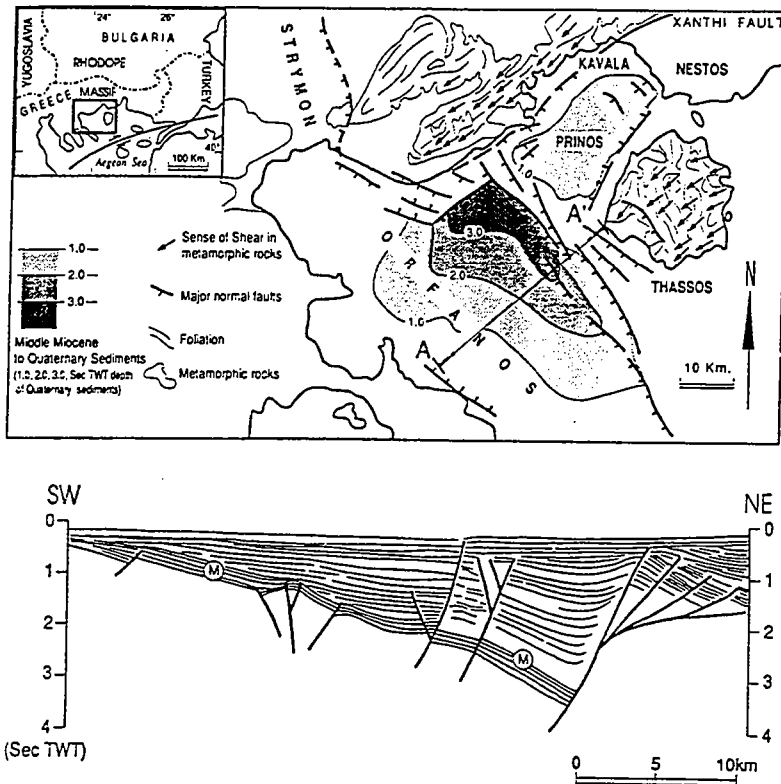 24°
26°
YUGOSLAVIA
BULGARIA
RHODOPE
MASSIF
GREECE
TURKEY
40°
Aegean Sea
100 Km
STRYMON
XANTHI FAULT
KAVALA
NESTOS
PRINOS
1.0
A'
THASSOS
3.0
2.0
1.0
ORFANOS
A
N
10 Km.
1.0
2.0
3.0
Middle Miocene
to Quaternary Sediments
(1.0, 2.0, 3.0, Sec TWT depth
of Quaternary sediments)
Sense of Shear in
metamorphic rocks
Major normal faults
Foliation
Metamorphic rocks
SW
NE
0
1
2
3
4
(Sec TWT)
M
M
0
1
2
3
4
0 5 10km